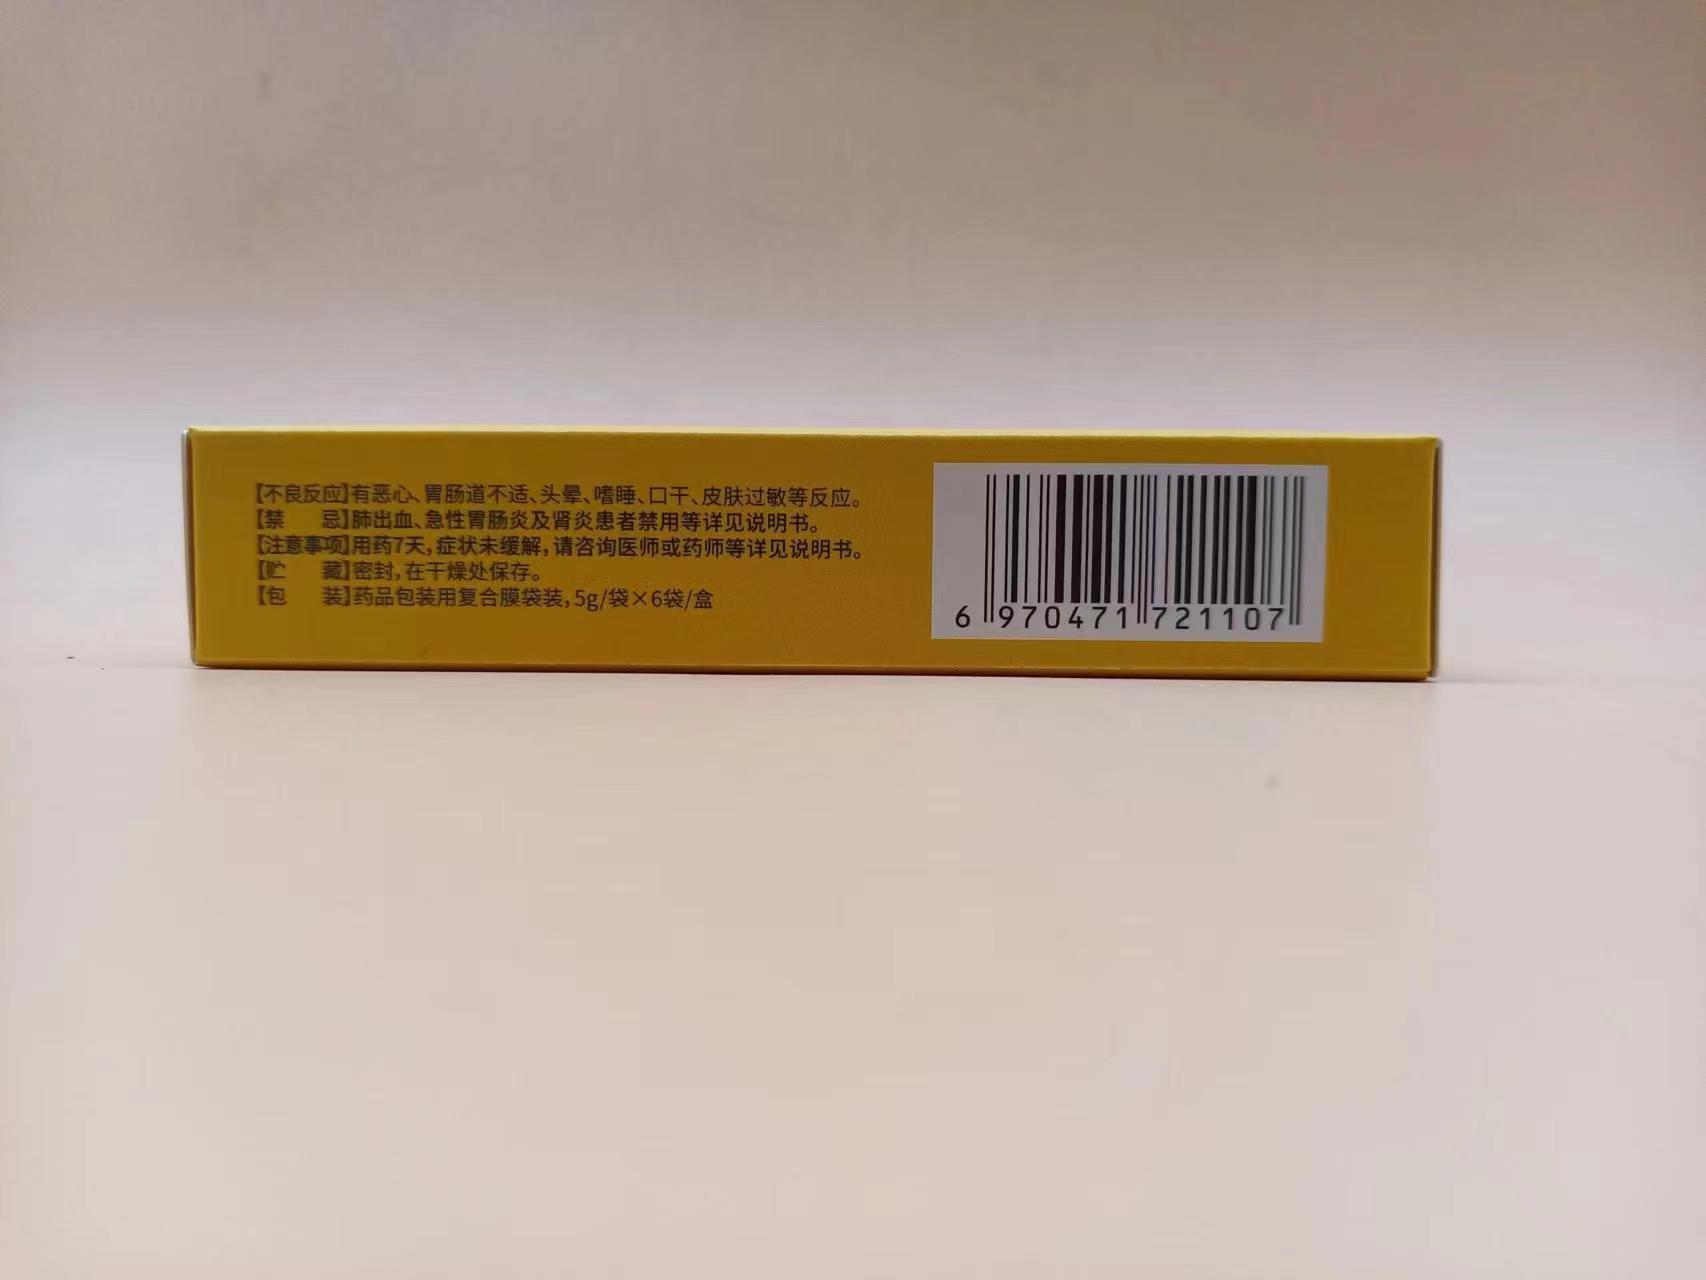 【不良反应】有恶心、胃肠道不适、头晕、嗜睡、口干、皮肤过敏等反应。
【禁　　忌】肺出血、急性胃肠炎及肾炎患者禁用等详见说明书。
【注意事项】用药7天，症状未缓解，请咨询医师或药师等详见说明书。
【贮　　藏】密封，在干燥处保存。
【包　　装】药品包装用复合膜袋装，5g/袋×6袋/盒
6 970471 721107